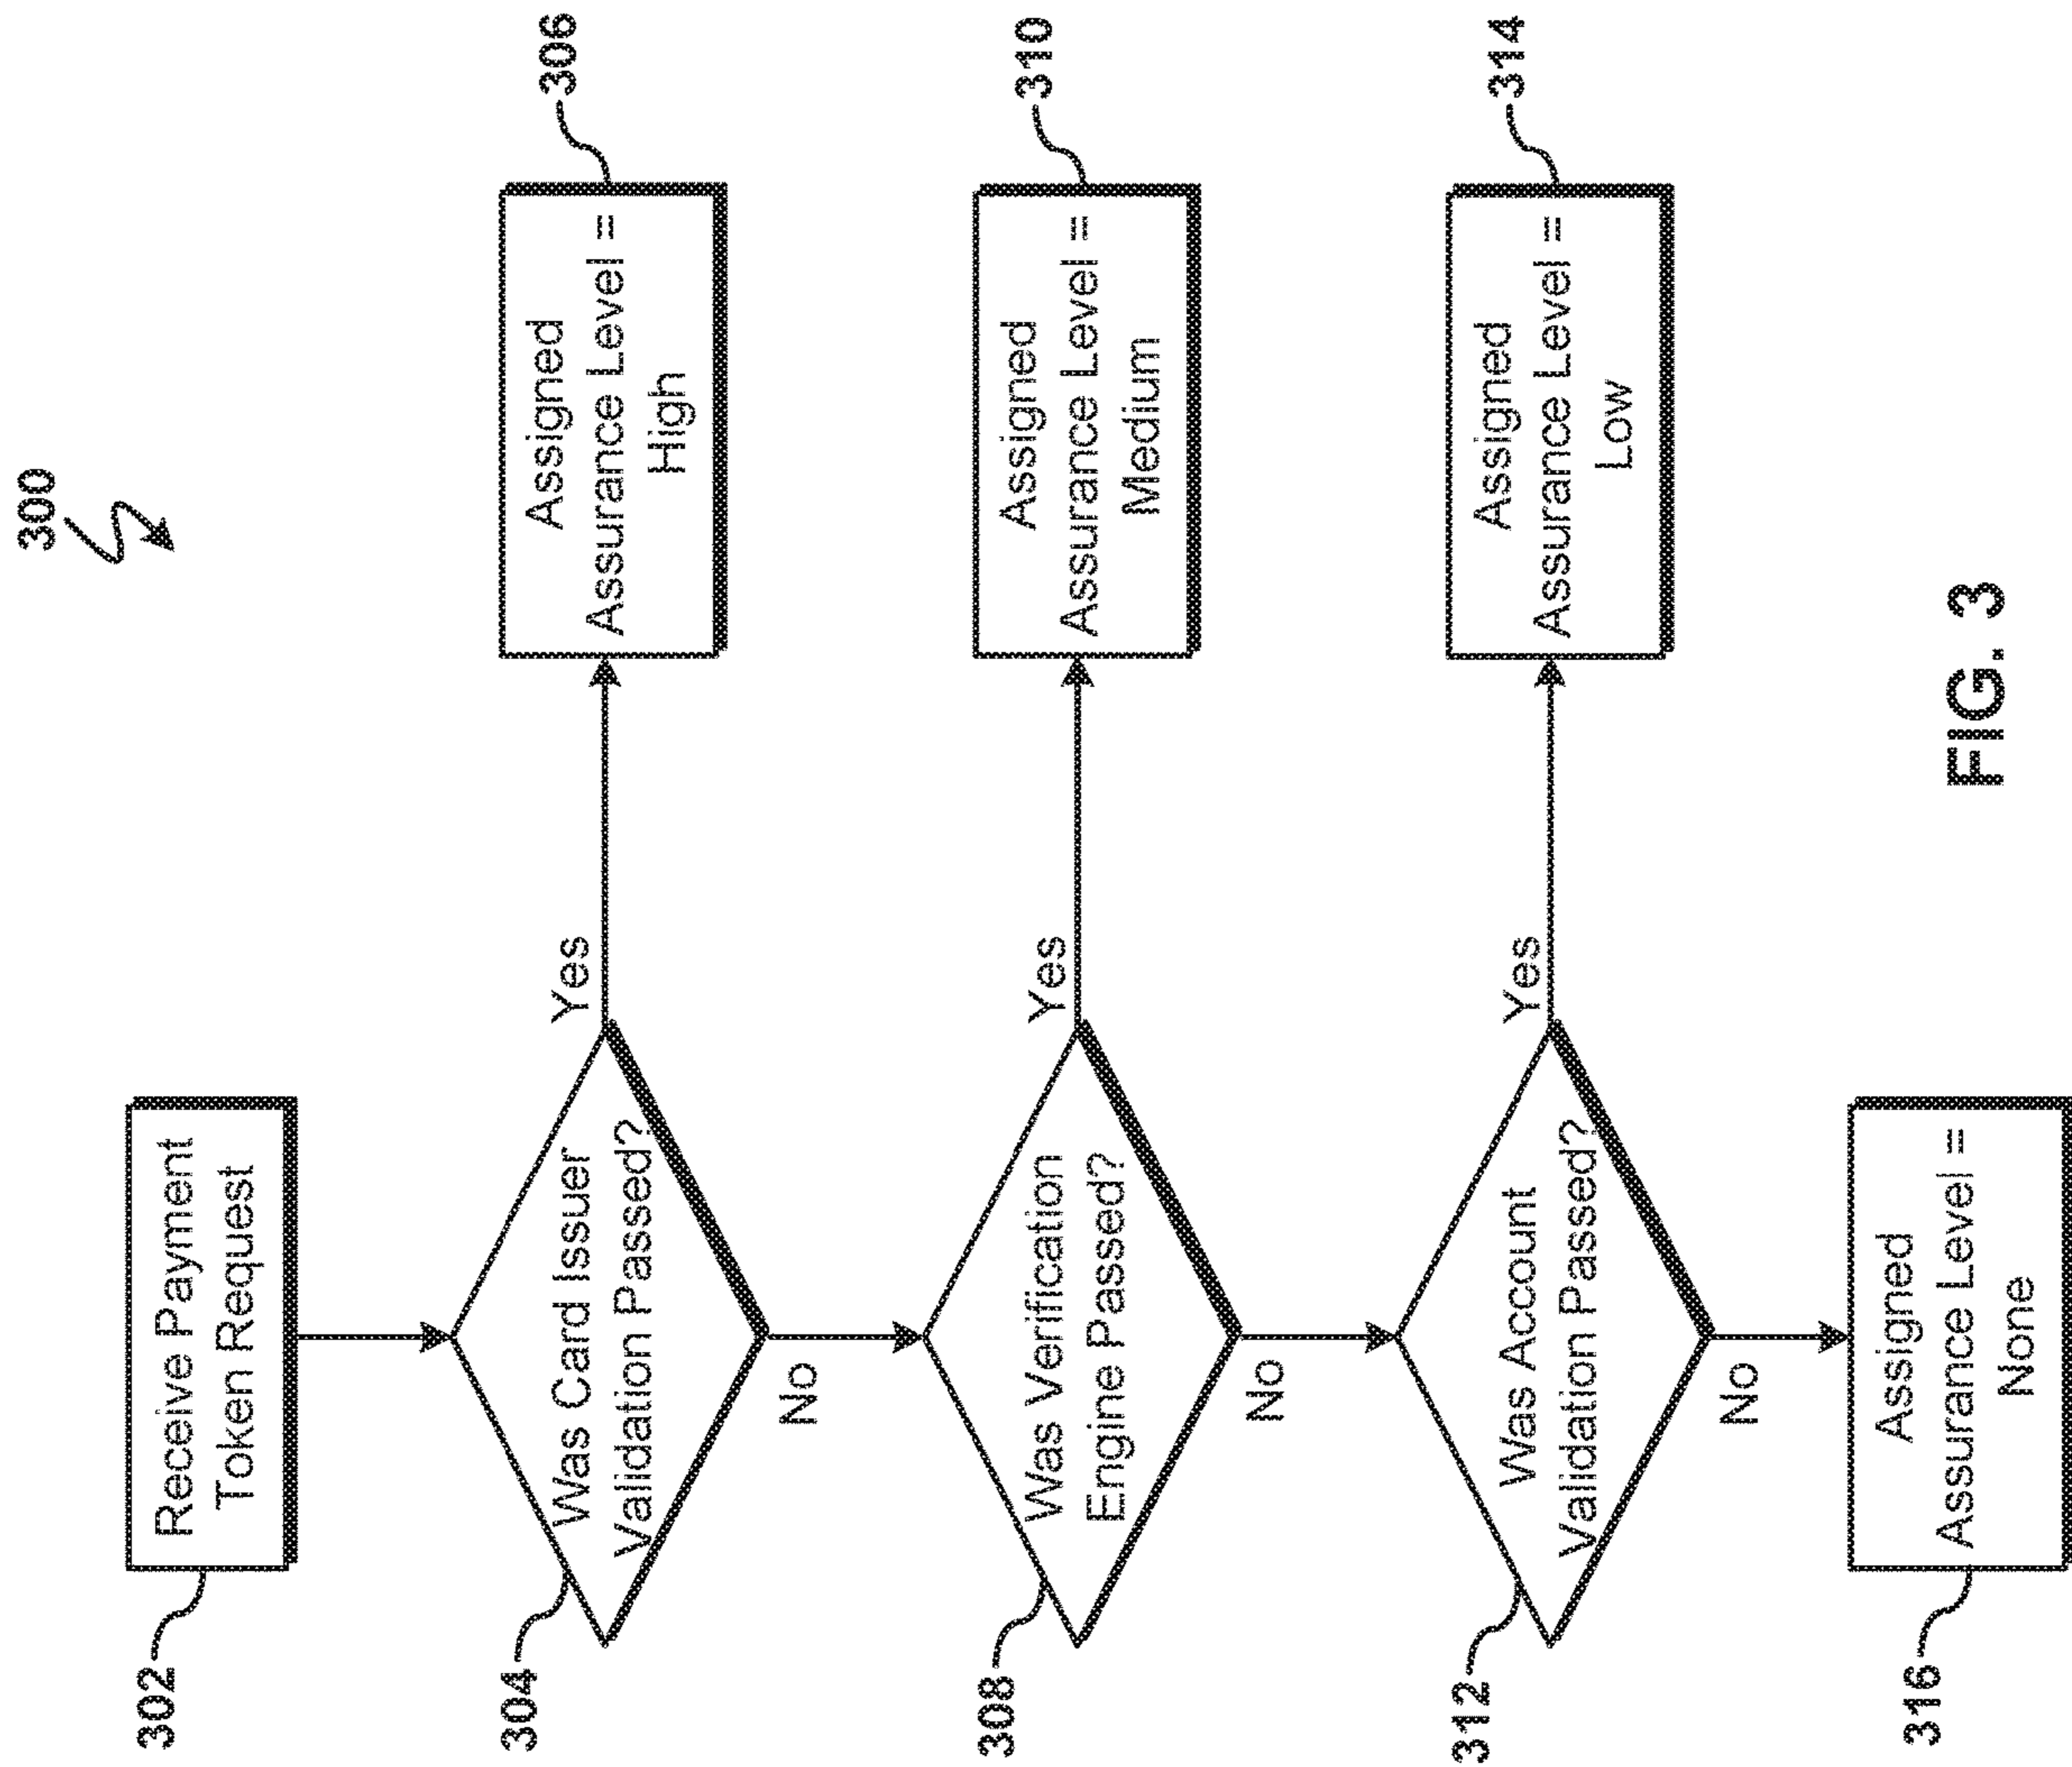 300
302
Receive Payment
Token Request
304
Was Card Issuer
Validation Passed?
Yes
No
Assigned
Assurance Level =
High
306
308
Was Verification
Engine Passed?
Yes
No
Assigned
Assurance Level =
Medium
310
312
Was Account
Validation Passed?
Yes
No
Assigned
Assurance Level =
Low
314
316
Assigned
Assurance Level =
None
FIG. 3